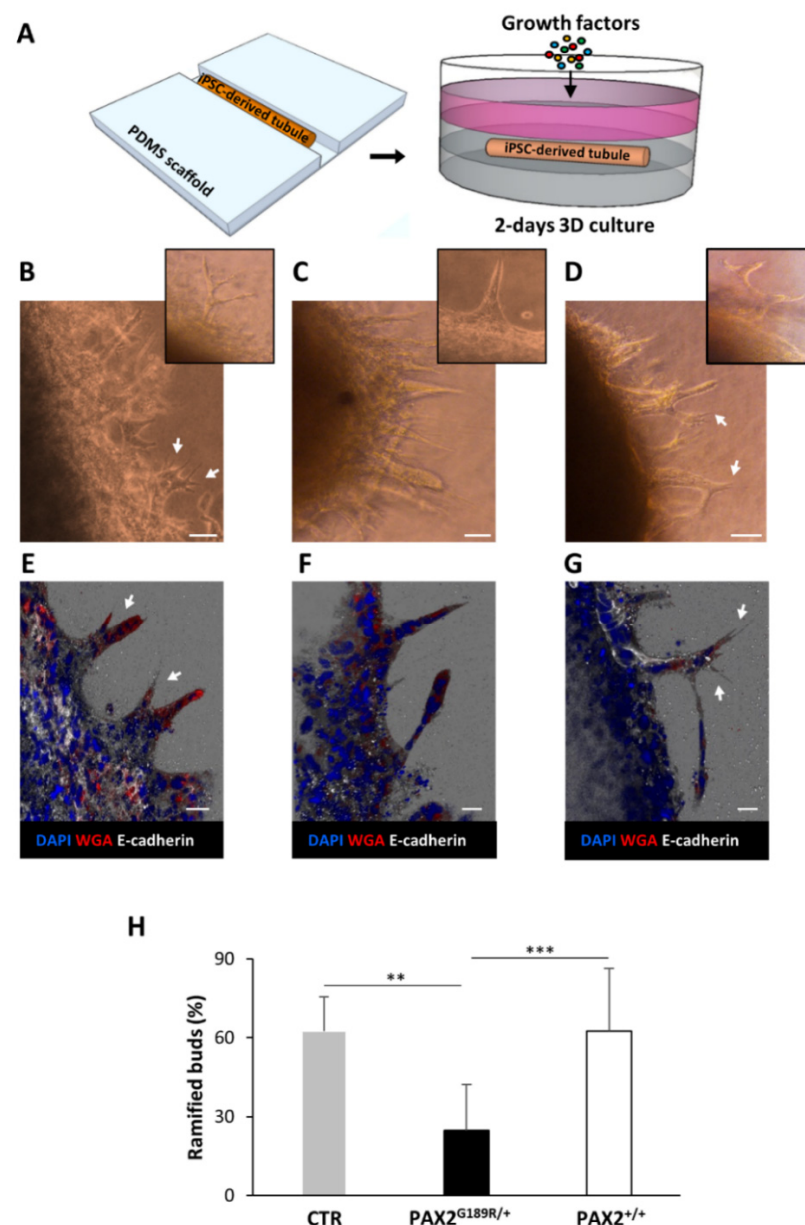 A
Growth factors
iPSC-derived tubule
PDMS scaffold
iPSC-derived tubule
2-days 3D culture
B
C
D
E
F
G
DAPI WGA E-cadherin
DAPI WGA E-cadherin
DAPI WGA E-cadherin
H
Ramified buds (%)
90
60
30
0
**
***
CTR
PAX2G189R/+
PAX2+/+